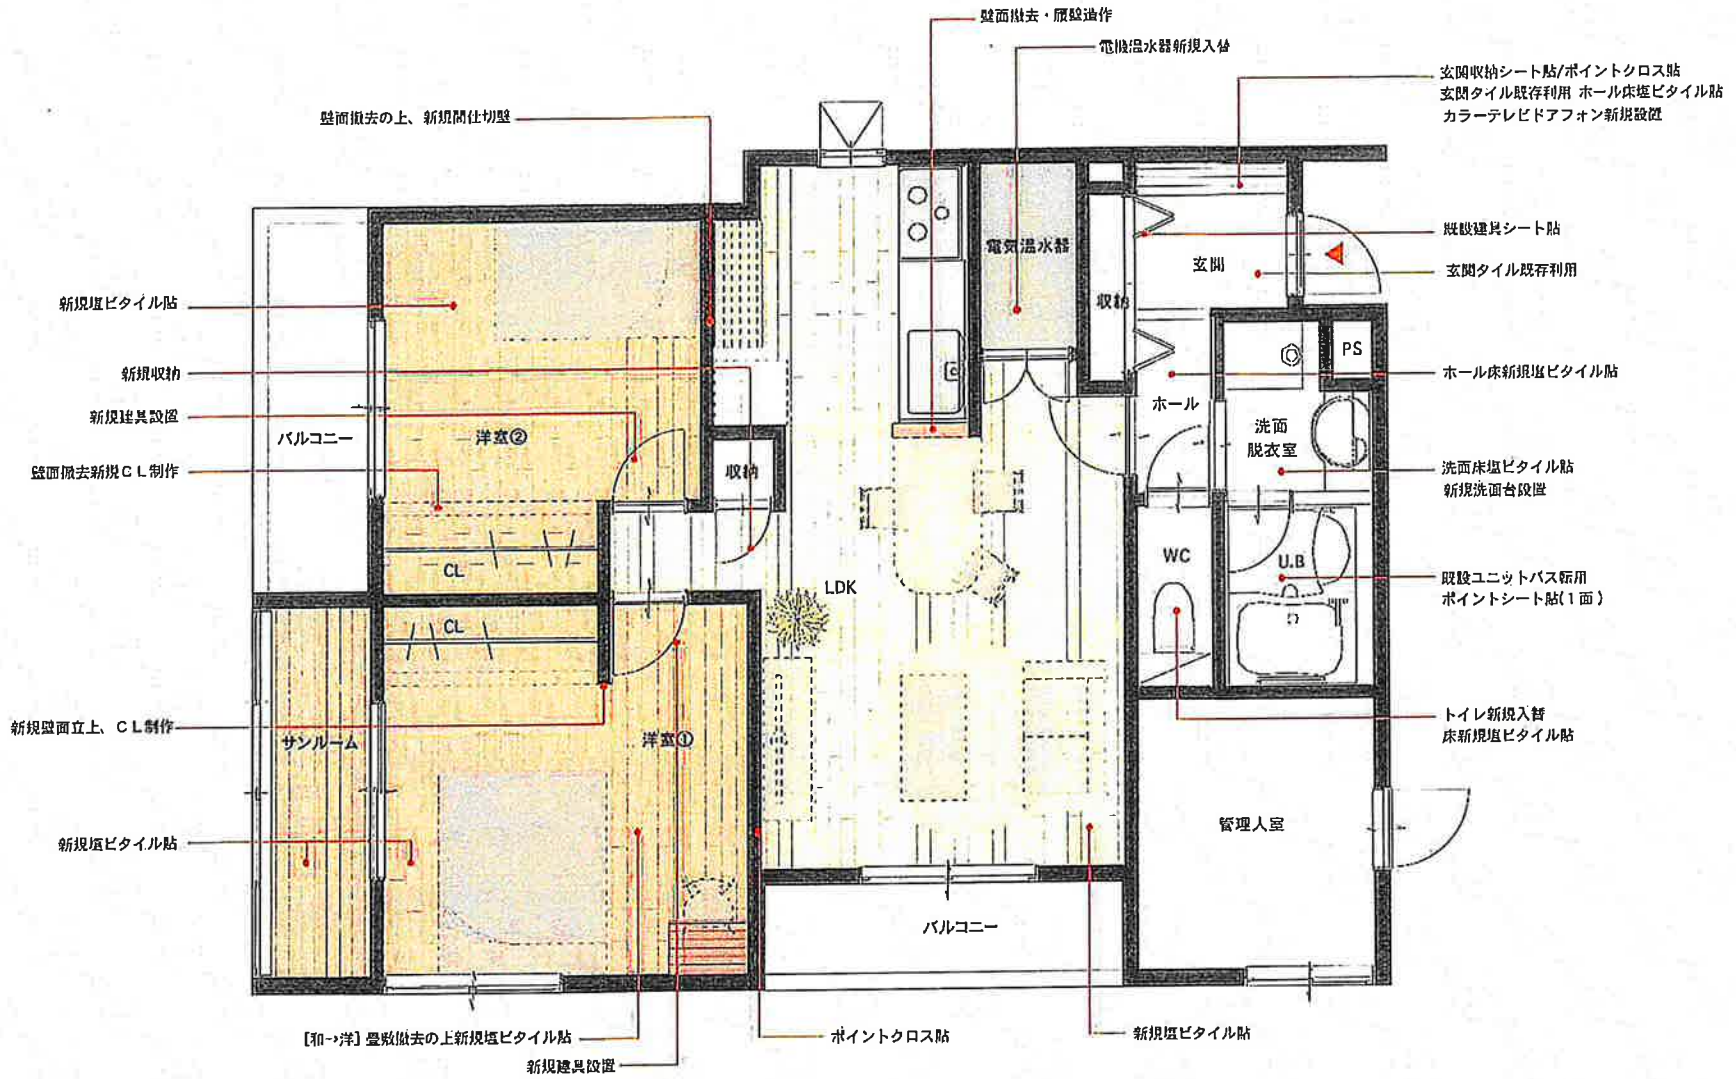 壁面撤去・腰壁造作
電機温水器新規入替
玄関収納シート貼/ポイントクロス貼
玄関タイル既存利用 ホール床塩ビタイル貼
カラーテレビドアフォン新規設置
壁面撤去の上、新規間仕切壁
既設建具シート貼
電気温水器
玄関
玄関タイル既存利用
収納
新規塩ビタイル貼
PS
新規収納
ホール床新規塩ビタイル貼
ホール
新規建具設置
バルコニー
洋室②
洗面
脱衣室
壁面撤去新規CL制作
収納
洗面床塩ビタイル貼
新規洗面台設置
WC
U.B
CL
LDK
既設ユニットバス転用
ポイントシート貼(1面)
CL
新規壁面立上、CL制作
サンルーム
洋室①
トイレ新規入替
床新規塩ビタイル貼
管理人室
新規塩ビタイル貼
バルコニー
[和→洋] 畳敷撤去の上新規塩ビタイル貼
ポイントクロス貼
新規塩ビタイル貼
新規建具設置